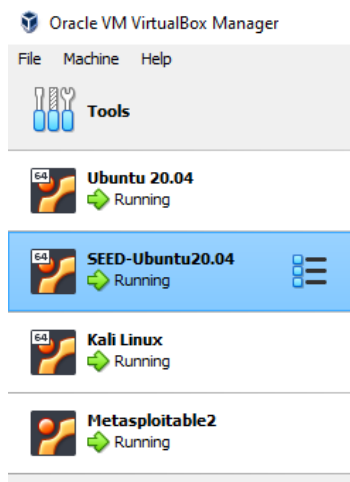 Oracle VM VirtualBox Manager
File Machine Help
Tools
64
Ubuntu 20.04
Running
64
SEED-Ubuntu20.04
Running
64
Kali Linux
Running
Metasploitable2
Running